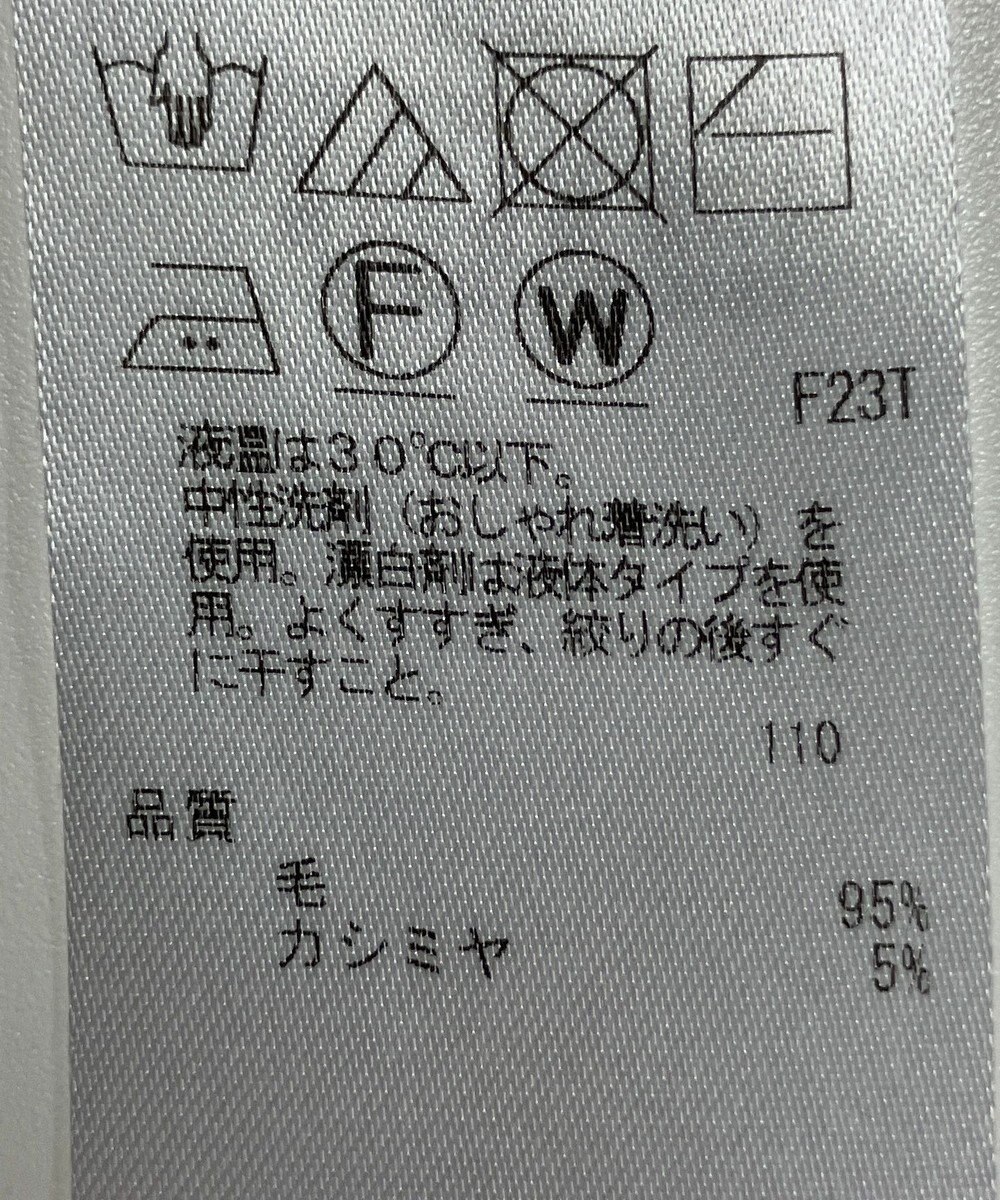 F
W
F23T
液温は30℃以下。
中性洗剤（おしゃれ着洗い）を
使用。漂白剤は液体タイプを使
用。よくすすぎ、絞りの後すぐ
に干すこと。
110
品質
毛 95%
カシミヤ 5%